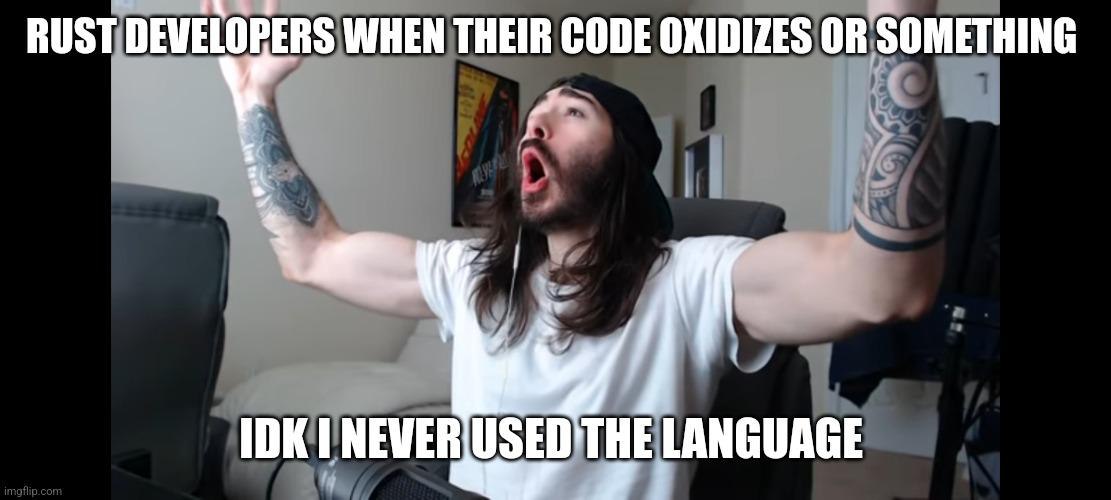 RUST DEVELOPERS WHEN THEIR CODE OXIDIZES OR SOMETHING
IDK I NEVER USED THE LANGUAGE
imgflip.com